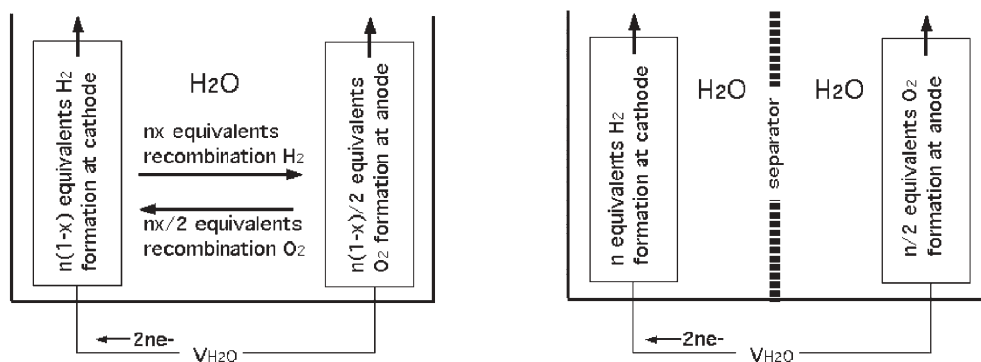 n(1-x) equivalents H2
formation at cathode
H2O
nx equivalents
recombination H2
nx/2 equivalents
recombination O2
n(1-x)/2 equivalents
O2 formation at anode
2ne-
VH2O
n equivalents H2
formation at cathode
H2O
separator
H2O
n/2 equivalents O2
formation at anode
2ne-
VH2O